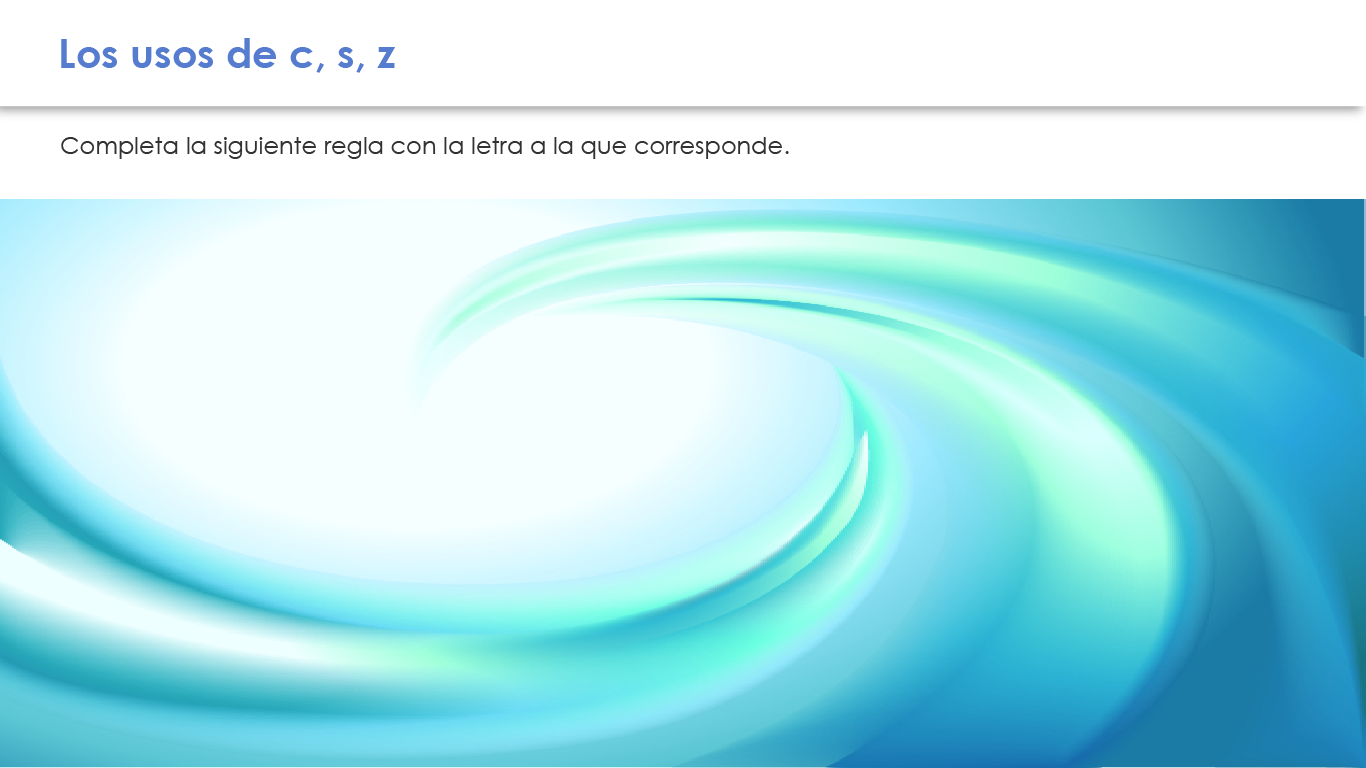 Los usos de c, s, z
Completa la siguiente regla con la letra a la que corresponde.